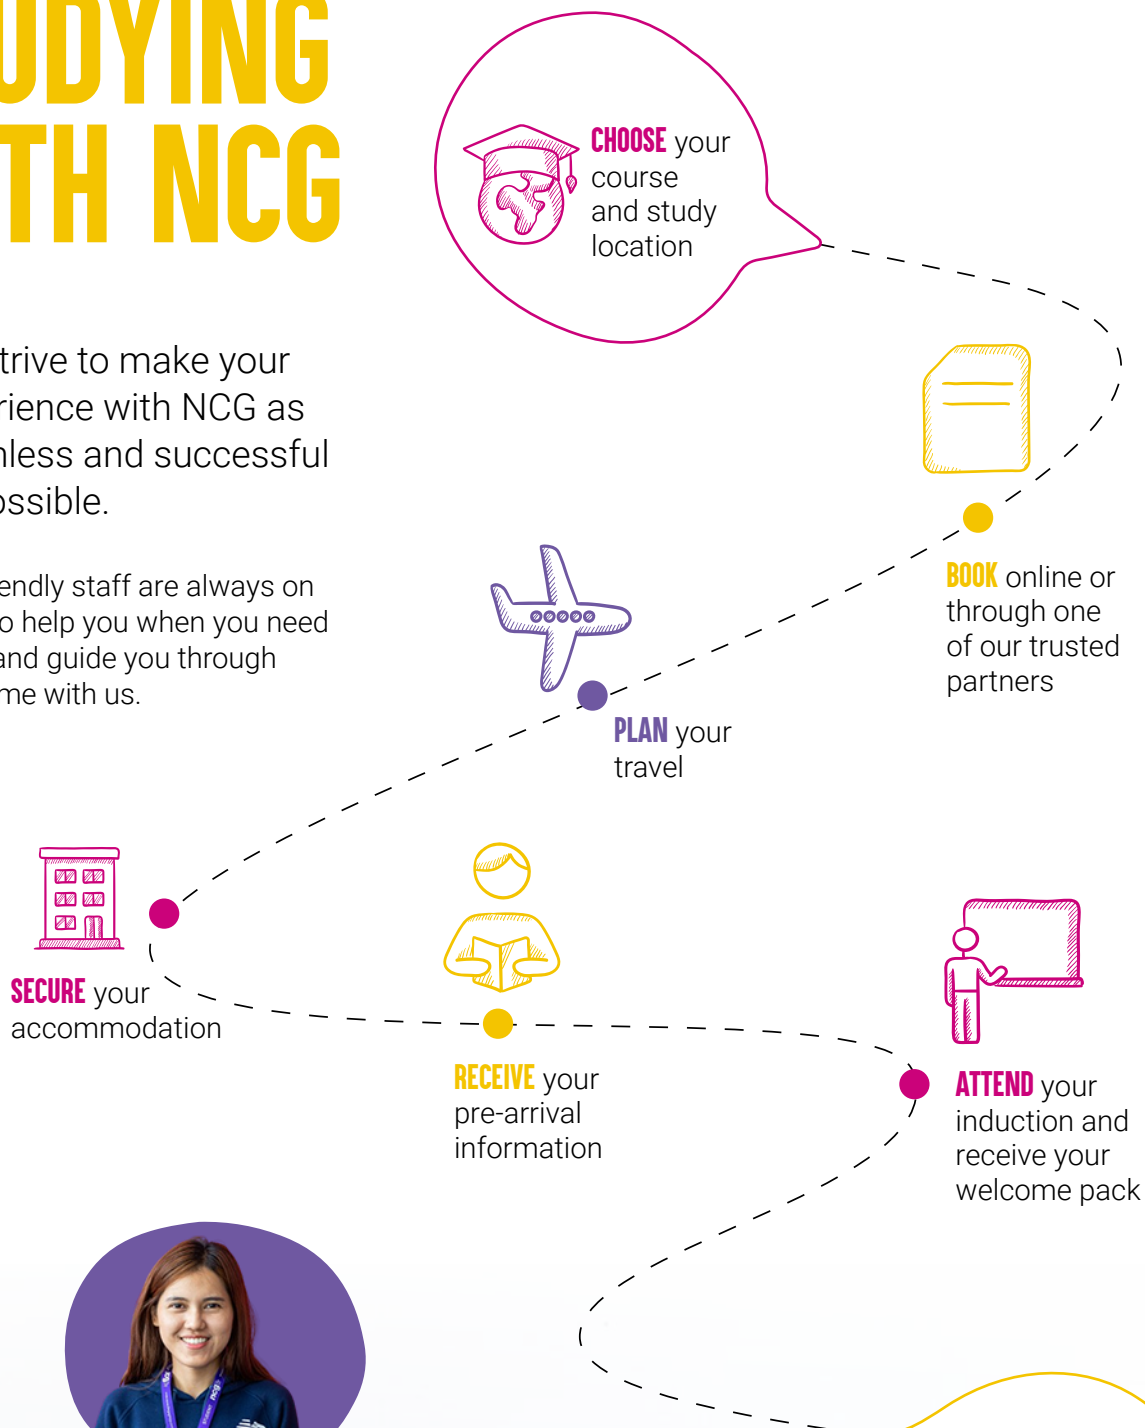 UDYING
TH NCG
trive to make your
rience with NCG as
nless and successful
ossible.
endly staff are always on
o help you when you need
and guide you through
me with us.
CHOOSE your
course
and study
location
BOOK online or
through one
of our trusted
partners
PLAN your
travel
SECURE your
accommodation
RECEIVE your
pre-arrival
information
ATTEND your
induction and
receive your
welcome pack
ncg